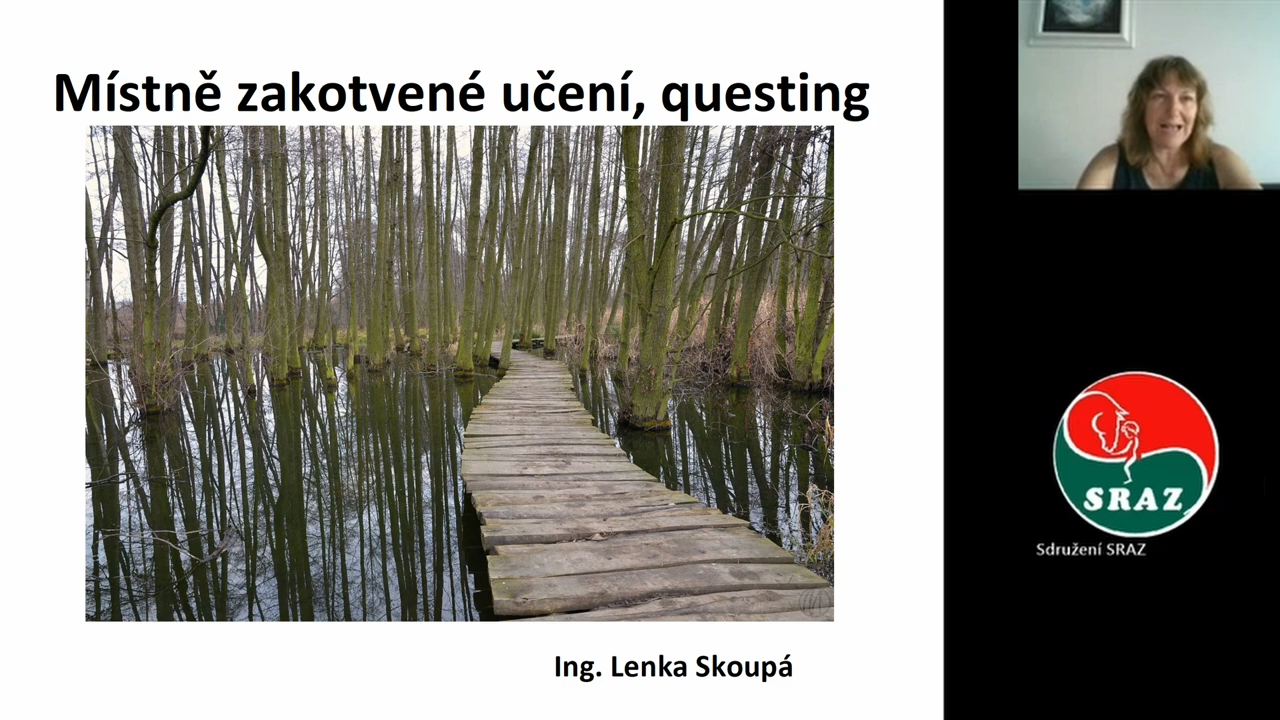 Místně zakotvené učení, questing
Ing. Lenka Skoupá
SRAZ
Sdružení SRAZ